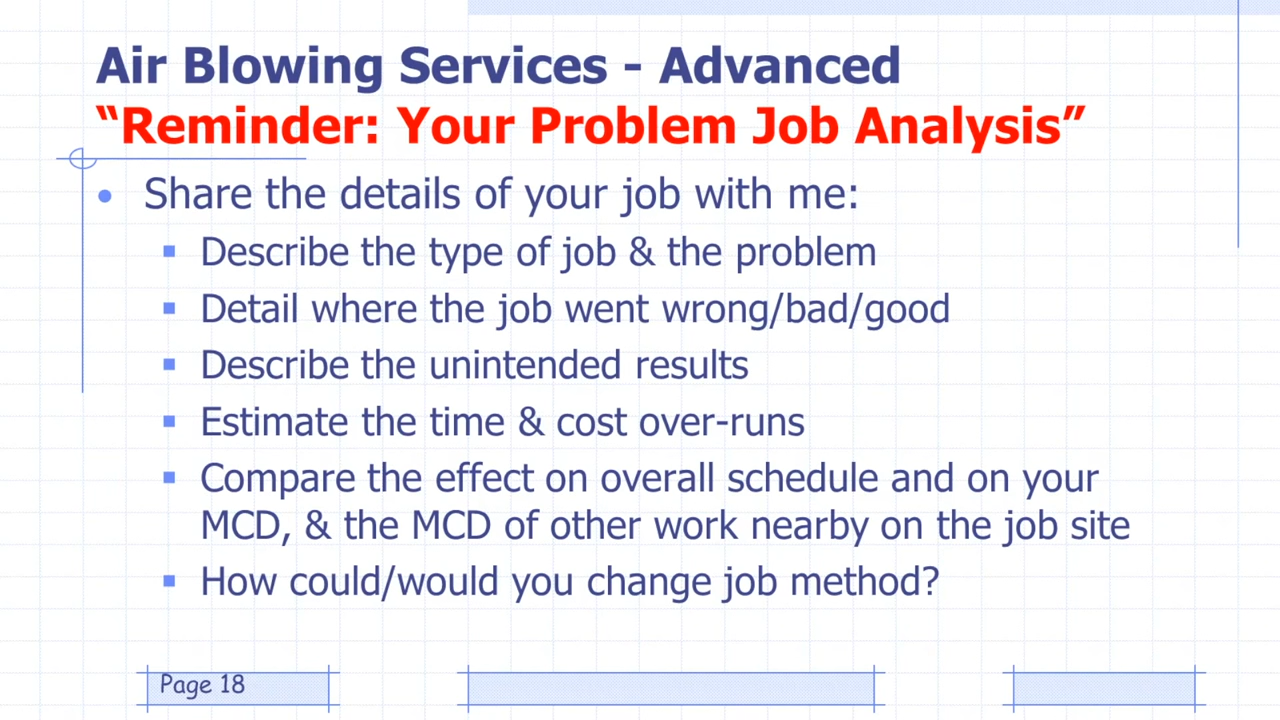 Air Blowing Services - Advanced
“Reminder: Your Problem Job Analysis”
• Share the details of your job with me:
▪ Describe the type of job & the problem
▪ Detail where the job went wrong/bad/good
▪ Describe the unintended results
▪ Estimate the time & cost over-runs
▪ Compare the effect on overall schedule and on your
MCD, & the MCD of other work nearby on the job site
▪ How could/would you change job method?
Page 18